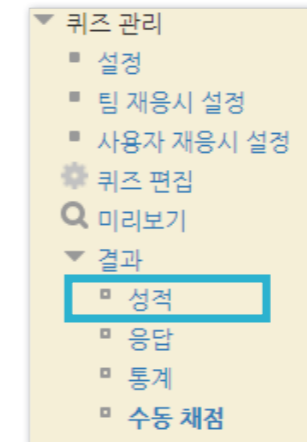 퀴즈 관리
설정
팀 재응시 설정
사용자 재응시 설정
퀴즈 편집
미리보기
결과
성적
응답
통계
수동 채점